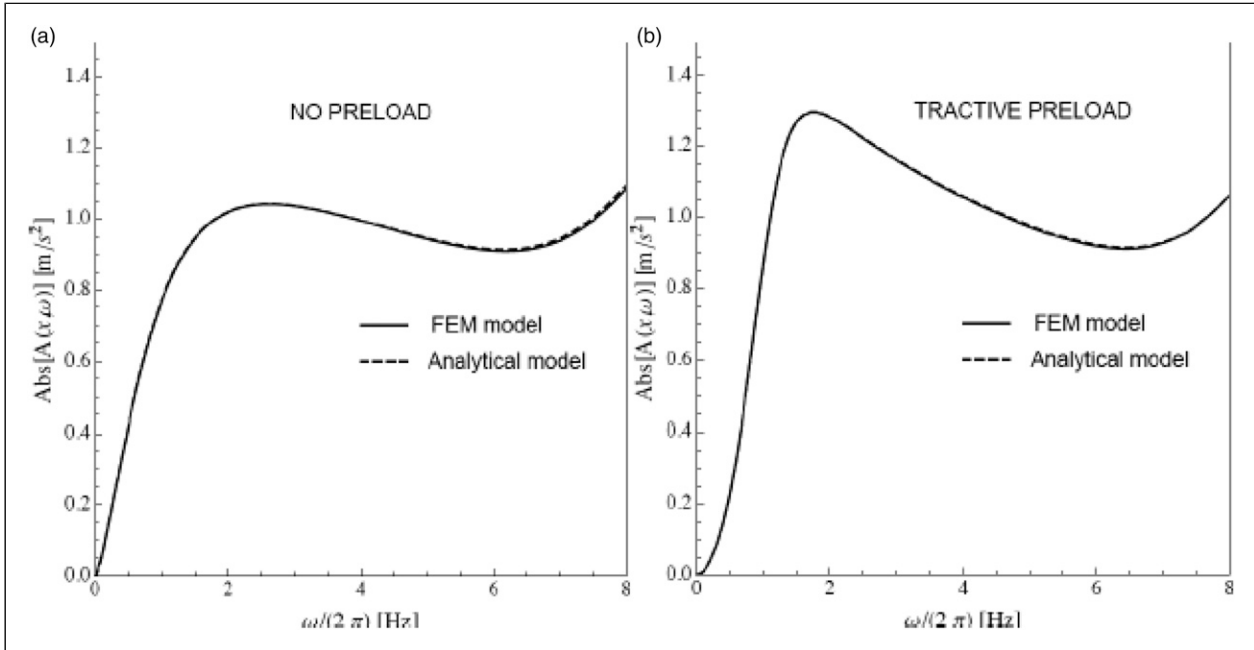 (a)
NO PRELOAD
Abs[A(x ω)] [m/s²]
1.4
1.2
1.0
0.8
0.6
0.4
0.2
0.0
FEM model
Analytical model
0 2 4 6 8
ω/(2 π) [Hz]
(b)
TRACTIVE PRELOAD
Abs[A(x ω)] [m/s²]
1.4
1.2
1.0
0.8
0.6
0.4
0.2
0.0
FEM model
Analytical model
0 2 4 6 8
ω/(2 π) [Hz]